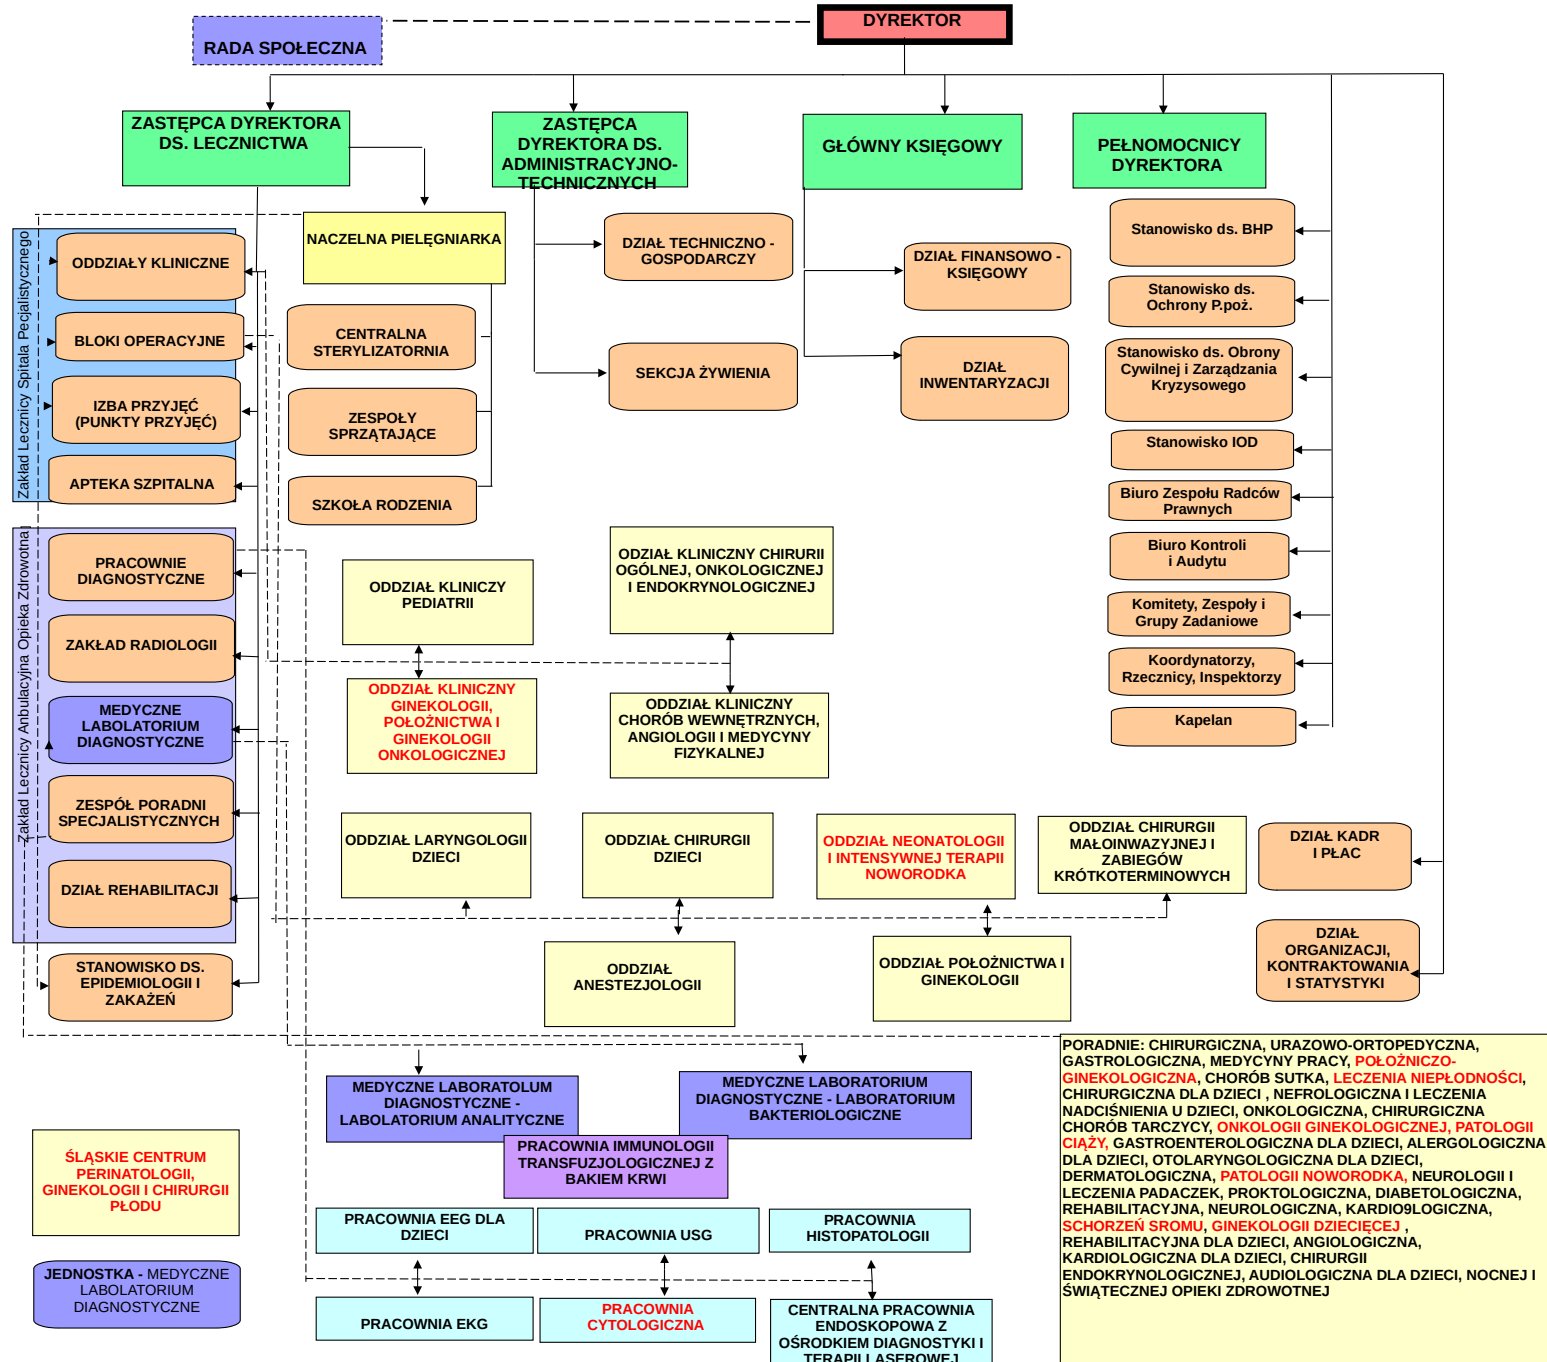 DYREKTOR
RADA SPOŁECZNA
ZASTĘPCA DYREKTORA
DS. LECZNICTWA
ZASTĘPCA
DYREKTORA DS.
ADMINISTRACYJNO-
TECHNICZNYCH
GŁÓWNY KSIĘGOWY
PEŁNOMOCNICY
DYREKTORA
NACZELNA PIELĘGNIARKA
Zakład Lecznicy Spitala Pecjalistycznego
ODDZIAŁY KLINICZNE
BLOKI OPERACYJNE
IZBA PRZYJĘĆ
(PUNKTY PRZYJĘĆ)
APTEKA SZPITALNA
CENTRALNA
STERYLIZATORNIA
ZESPOŁY
SPRZĄTAJĄCE
SZKOŁA RODZENIA
DZIAŁ TECHNICZNO -
GOSPODARCZY
SEKCJA ŻYWIENIA
DZIAŁ FINANSOWO -
KSIĘGOWY
DZIAŁ
INWENTARYZACJI
Stanowisko ds. BHP
Stanowisko ds.
Ochrony P.poż.
Stanowisko ds. Obrony
Cywilnej i Zarządzania
Kryzysowego
Stanowisko IOD
Biuro Zespołu Radców
Prawnych
Biuro Kontroli
i Audytu
Komitety, Zespoły i
Grupy Zadaniowe
Koordynatorzy,
Rzecznicy, Inspektorzy
Kapelan
Zakład Lecznicy Anbulacyjna Opieka Zdrowotna
PRACOWNIE
DIAGNOSTYCZNE
ZAKŁAD RADIOLOGII
MEDYCZNE
LABOLATORIUM
DIAGNOSTYCZNE
ZESPÓŁ PORADNI
SPECJALISTYCZNYCH
DZIAŁ REHABILITACJI
STANOWISKO DS.
EPIDEMIOLOGII I
ZAKAŻEŃ
ODDZIAŁ KLINICZY
PEDIATRII
ODZIAŁ KLINICZNY CHIRURII
OGÓLNEJ, ONKOLOGICZNEJ
I ENDOKRYNOLOGICZNEJ
ODDZIAŁ KLINICZNY
GINEKOLOGII,
POŁOŻNICTWA I
GINEKOLOGII
ONKOLOGICZNEJ
ODDZIAŁ KLINICZNY
CHORÓB WEWNĘTRZNYCH,
ANGIOLOGII I MEDYCYNY
FIZYKALNEJ
ODDZIAŁ LARYNGOLOGII
DZIECI
ODDZIAŁ CHIRURGII
DZIECI
ODDZIAŁ NEONATOLOGII
I INTENSYWNEJ TERAPII
NOWORODKA
ODDZIAŁ CHIRURGII
MAŁOINWAZYJNEJ I
ZABIEGÓW
KRÓTKOTERMINOWYCH
DZIAŁ KADR
I PŁAC
ODDZIAŁ
ANESTEZJOLOGII
ODDZIAŁ POŁOŻNICTWA I
GINEKOLOGII
DZIAŁ
ORGANIZACJI,
KONTRAKTOWANIA
I STATYSTYKI
MEDYCZNE LABORATOLUM
DIAGNOSTYCZNE -
LABOLATORIUM ANALITYCZNE
MEDYCZNE LABORATORIUM
DIAGNOSTYCZNE - LABORATORIUM
BAKTERIOLOGICZNE
PRACOWNIA IMMUNOLOGII
TRANSFUZJOLOGICZNEJ Z
BAKIEM KRWI
ŚLĄSKIE CENTRUM
PERINATOLOGII,
GINEKOLOGII I CHIRURGII
PŁODU
JEDNOSTKA - MEDYCZNE
LABOLATORIUM
DIAGNOSTYCZNE
PRACOWNIA EEG DLA
DZIECI
PRACOWNIA USG
PRACOWNIA
HISTOPATOLOGII
PRACOWNIA EKG
PRACOWNIA
CYTOLOGICZNA
CENTRALNA PRACOWNIA
ENDOSKOPOWA Z
OŚRODKIEM DIAGNOSTYKI I
TERAPII LASEROWEJ
PORADNIE: CHIRURGICZNA, URAZOWO-ORTOPEDYCZNA,
GASTROLOGICZNA, MEDYCYNY PRACY, POŁOŻNICZO-
GINEKOLOGICZNA, CHORÓB SUTKA, LECZENIA NIEPŁODNOŚCI,
CHIRURGICZNA DLA DZIECI , NEFROLOGICZNA I LECZENIA
NADCIŚNIENIA U DZIECI, ONKOLOGICZNA, CHIRURGICZNA
CHORÓB TARCZYCY, ONKOLOGII GINEKOLOGICZNEJ, PATOLOGII
CIĄŻY, GASTROENTEROLOGICZNA DLA DZIECI, ALERGOLOGICZNA
DLA DZIECI, OTOLARYNGOLOGICZNA DLA DZIECI,
DERMATOLOGICZNA, PATOLOGII NOWORODKA, NEUROLOGII I
LECZENIA PADACZEK, PROKTOLOGICZNA, DIABETOLOGICZNA,
REHABILITACYJNA, NEUROLOGICZNA, KARDIO9LOGICZNA,
SCHORZEŃ SROMU, GINEKOLOGII DZIECIĘCEJ ,
REHABILITACYJNA DLA DZIECI, ANGIOLOGICZNA,
KARDIOLOGICZNA DLA DZIECI, CHIRURGII
ENDOKRYNOLOGICZNEJ, AUDIOLOGICZNA DLA DZIECI, NOCNEJ I
ŚWIĄTECZNEJ OPIEKI ZDROWOTNEJ